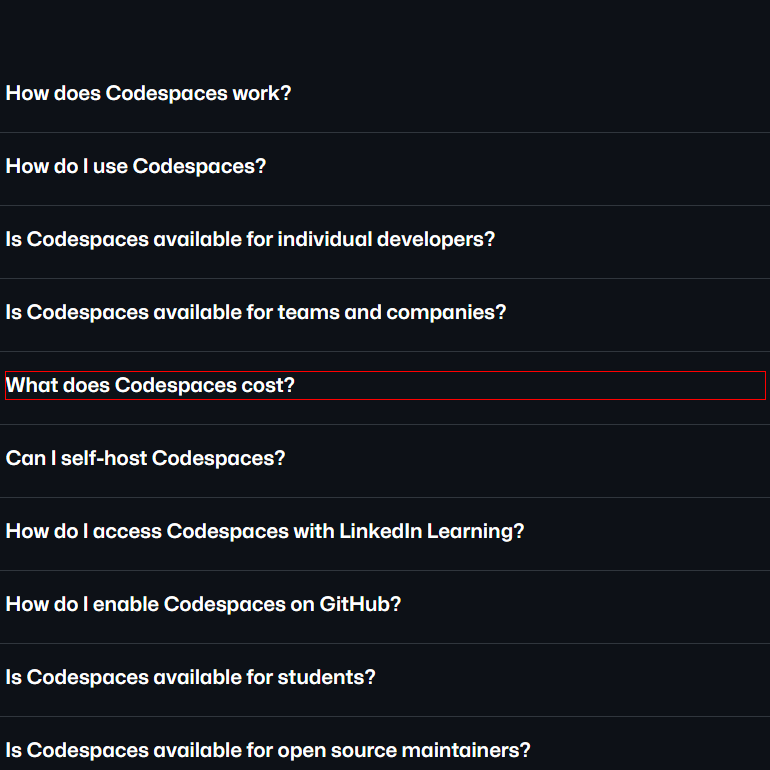 How does Codespaces work?
How do I use Codespaces?
Is Codespaces available for individual developers?
Is Codespaces available for teams and companies?
What does Codespaces cost?
Can I self-host Codespaces?
How do I access Codespaces with LinkedIn Learning?
How do I enable Codespaces on GitHub?
Is Codespaces available for students?
Is Codespaces available for open source maintainers?